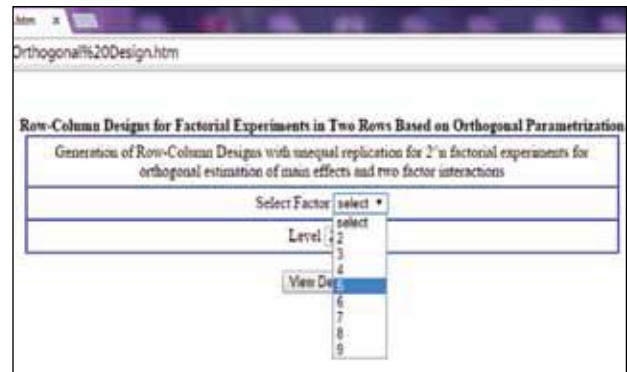 .htm x
Orthogonal%20Design.htm
Row-Column Designs for Factorial Experiments in Two Rows Based on Orthogonal Parametrization
Generation of Row-Column Designs with unequal replication for 2^n factorial experiments for
orthogonal estimation of main effects and two factor interactions
Select Factor select
select
Level
2
3
4
View De
5
6
7
8
9